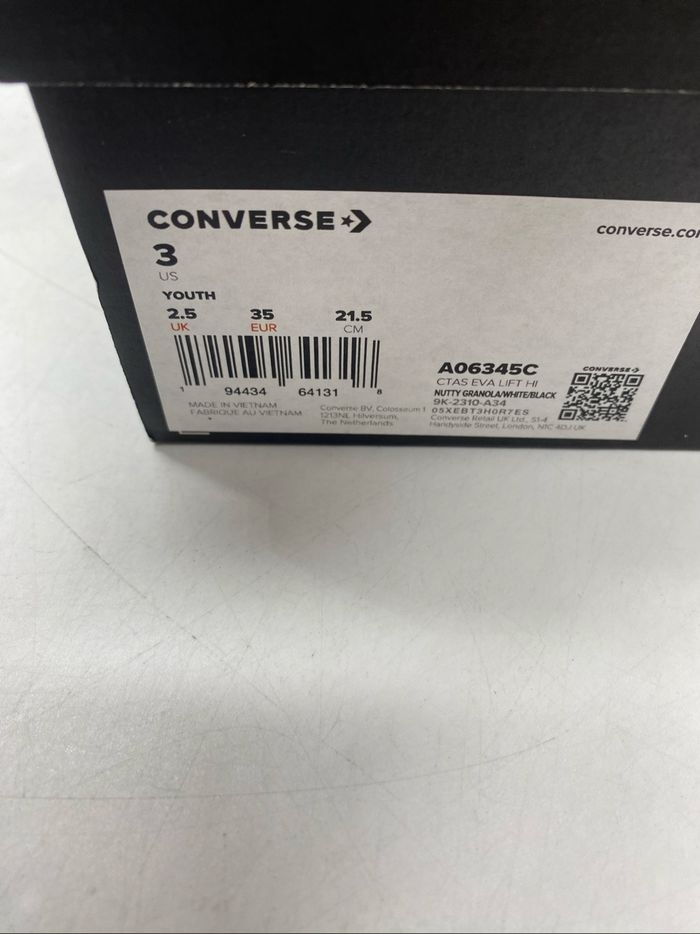 CONVERSE
converse.co
3
US
YOUTH
2.5 35 21.5
UK EUR CM
1 94434 64131 8
MADE IN VIETNAM
FABRIQUE AU VIETNAM
Converse BV, Colosseum 1
1213NL Hilversum,
The Netherlands
A06345C
CTAS EVA LIFT HI
NUTTY GRANOLA/WHITE/BLACK
9K-2310-A34
05XEBT3H0R7ES
Converse Retail UK Ltd., S1-4
Handyside Street, London, N1C 4DJ UK
CONVERSE